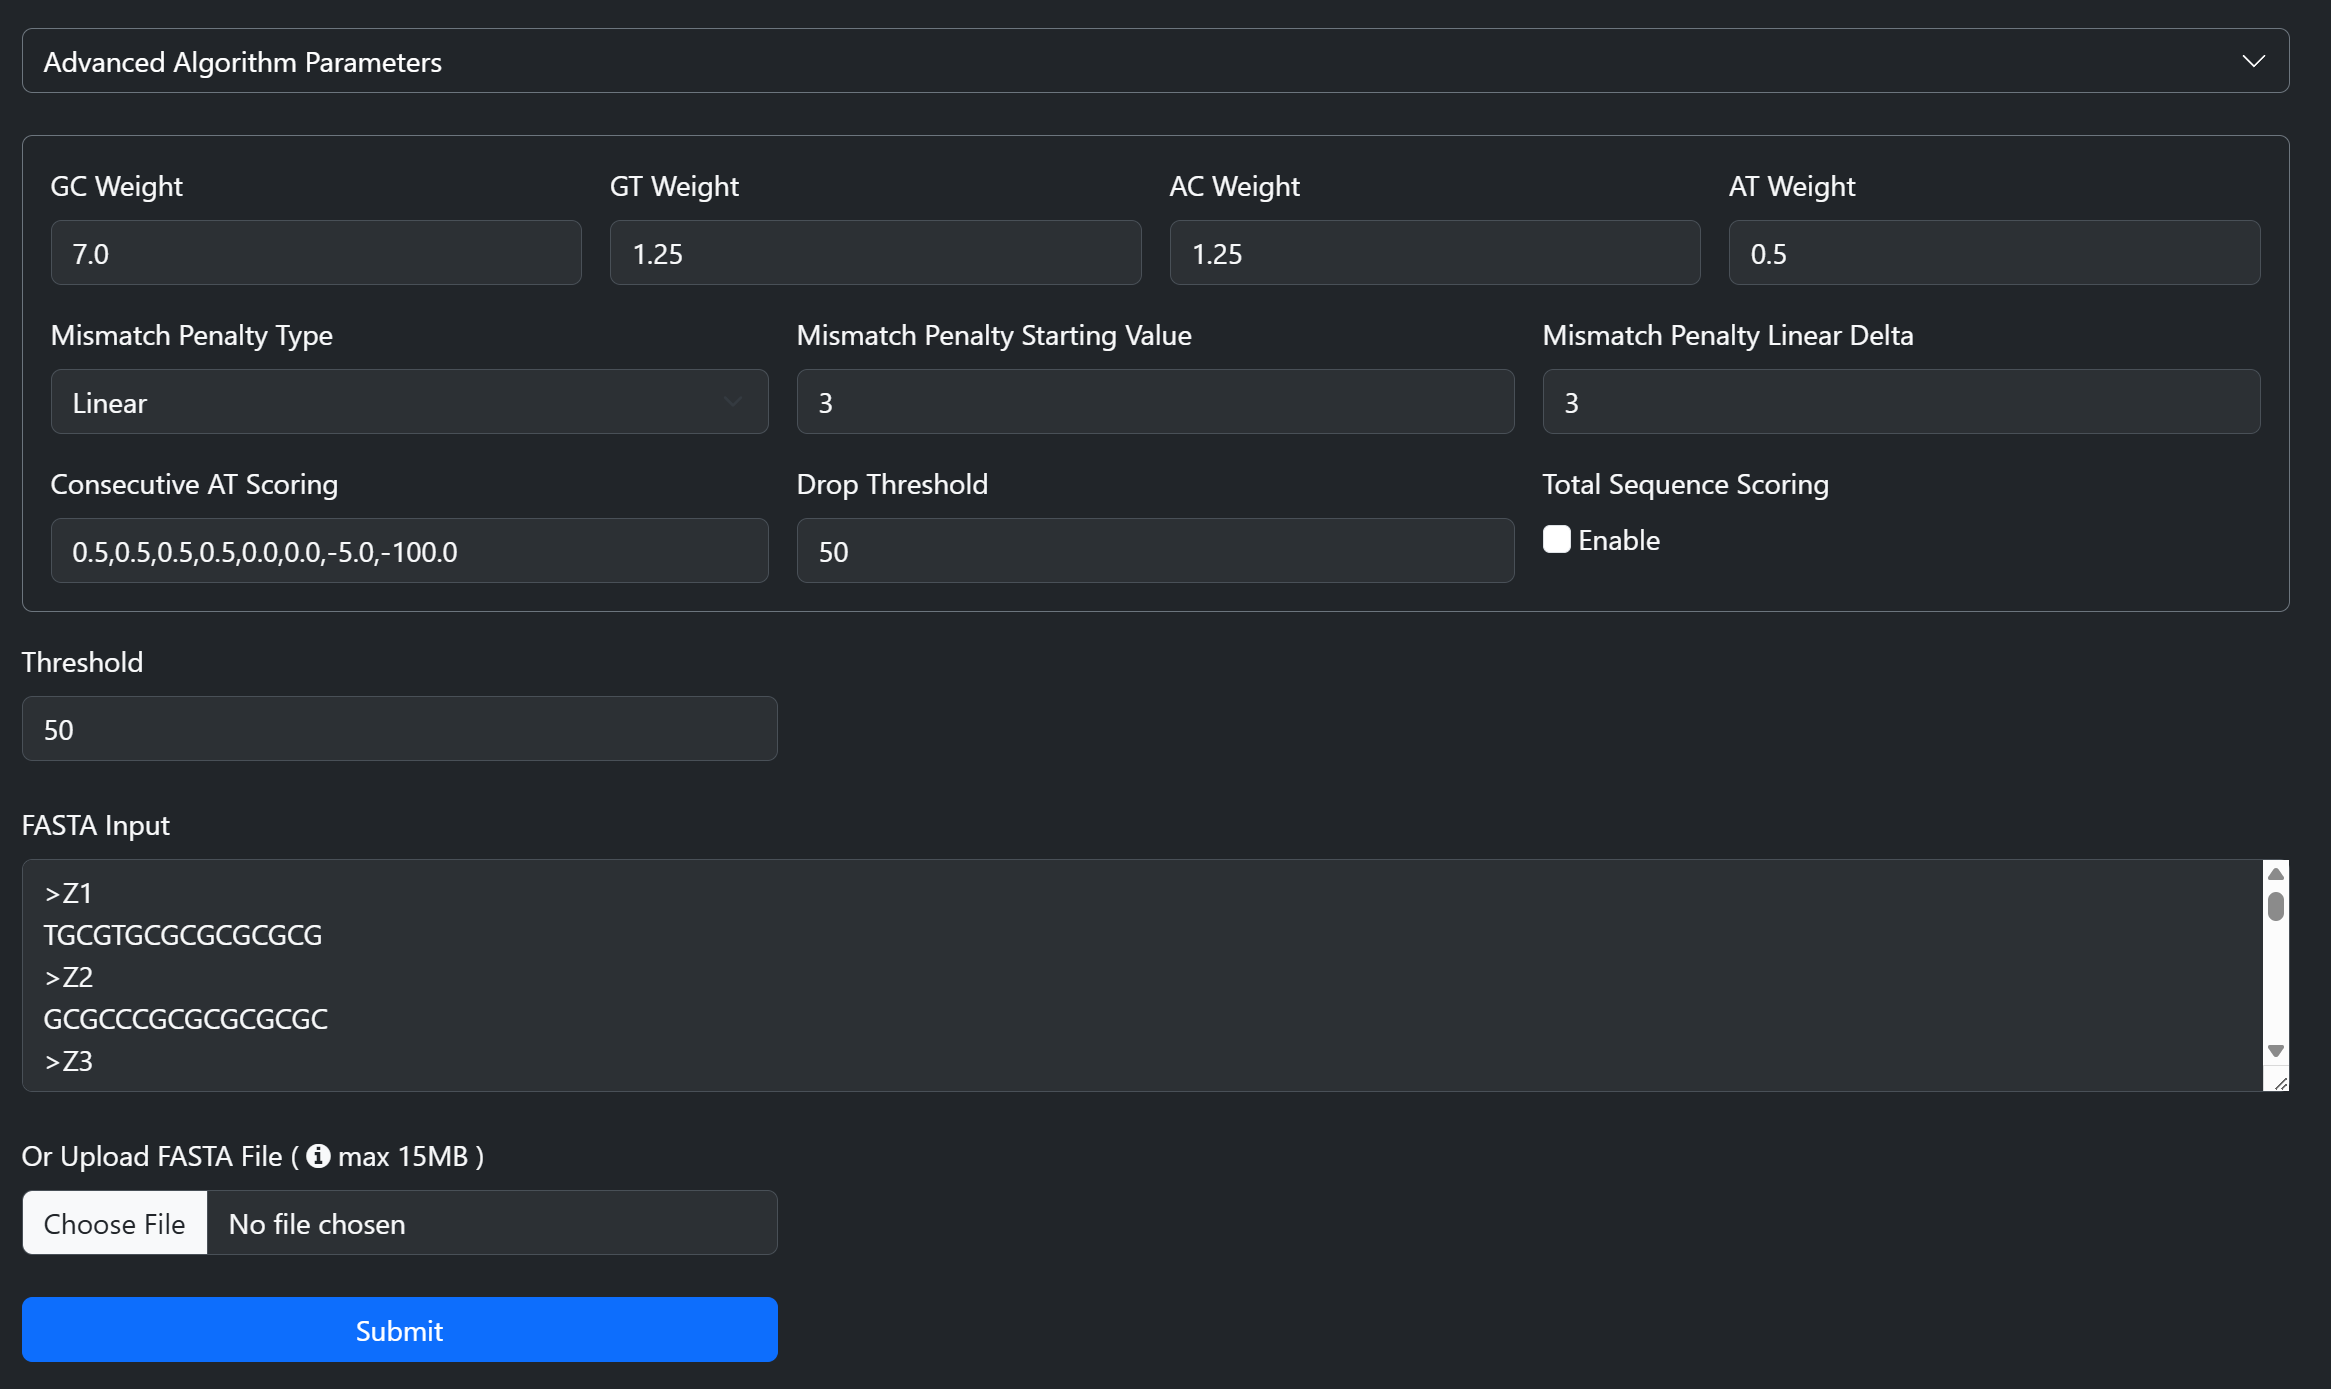 Advanced Algorithm Parameters
GC Weight
GT Weight
AC Weight
AT Weight
7.0
1.25
1.25
0.5
Mismatch Penalty Type
Mismatch Penalty Starting Value
Mismatch Penalty Linear Delta
Linear
3
3
Consecutive AT Scoring
Drop Threshold
Total Sequence Scoring
0.5,0.5,0.5,0.5,0.0,0.0,-5.0,-100.0
50
Enable
Threshold
50
FASTA Input
>Z1
TGCGTGCGCGCGCGCG
>Z2
GCGCCCGCGCGCGCGC
>Z3
Or Upload FASTA File ( i max 15MB )
Choose File
No file chosen
Submit